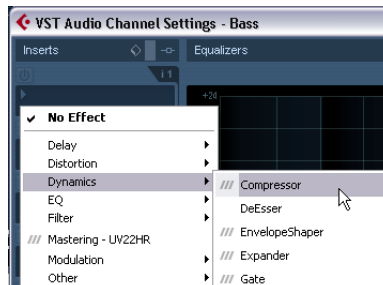 VST Audio Channel Settings - Bass
Inserts
Equalizers
i1
+24
No Effect
Delay
Distortion
Dynamics
EQ
Filter
/// Mastering - UV22HR
Modulation
Other
/// Compressor
DeEsser
/// EnvelopeShaper
/// Expander
/// Gate